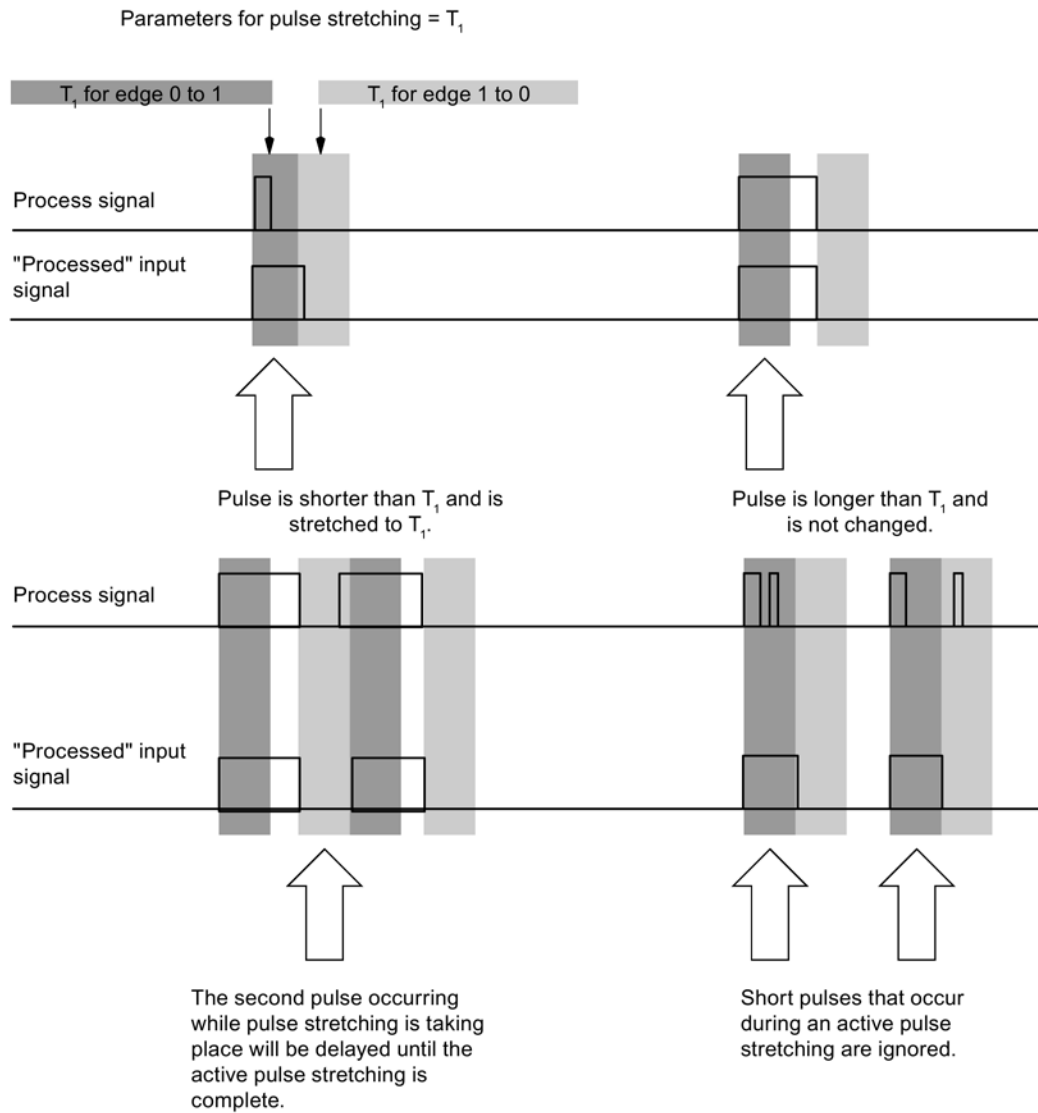 Parameters for pulse stretching = T₁
T₁ for edge 0 to 1
T₁ for edge 1 to 0
Process signal
"Processed" input
signal
Pulse is shorter than T₁ and is
stretched to T₁.
Pulse is longer than T₁ and
is not changed.
Process signal
"Processed" input
signal
The second pulse occurring
while pulse stretching is taking
place will be delayed until the
active pulse stretching is
complete.
Short pulses that occur
during an active pulse
stretching are ignored.